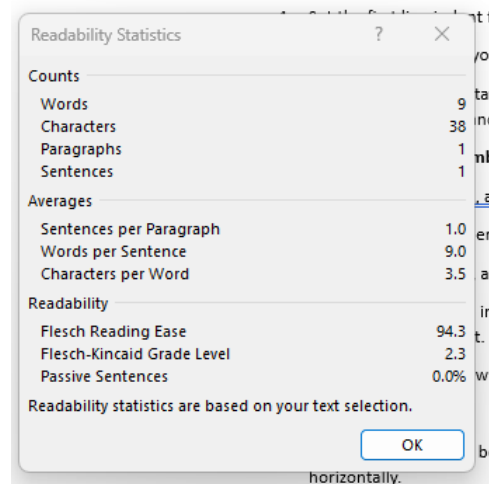 Readability Statistics ?
Counts
Words 9
Characters 38
Paragraphs 1
Sentences 1
Averages
Sentences per Paragraph 1.0
Words per Sentence 9.0
Characters per Word 3.5
Readability
Flesch Reading Ease 94.3
Flesch-Kincaid Grade Level 2.3
Passive Sentences 0.0%
Readability statistics are based on your text selection.
OK
horizontally.